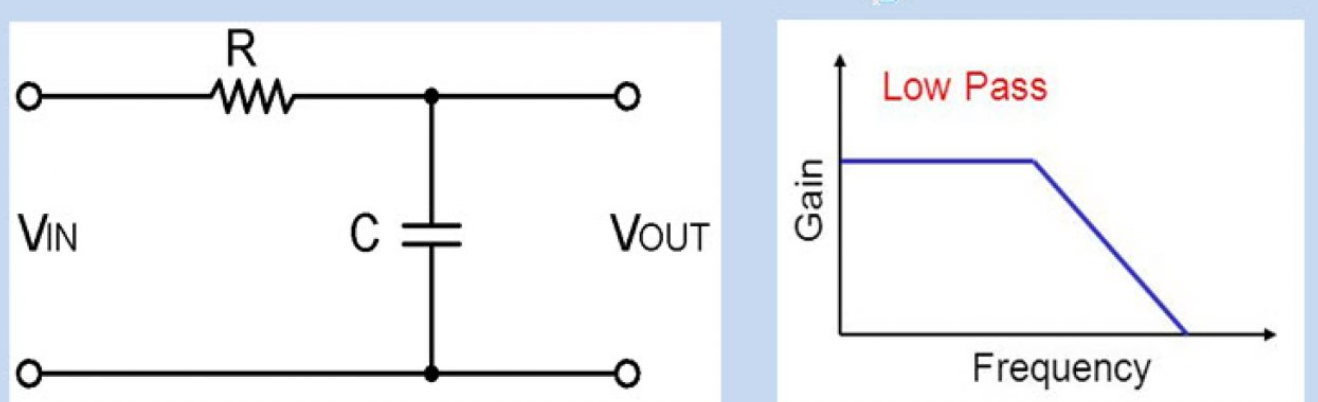 R
VIN
C
VOUT
Low Pass
Gain
Frequency